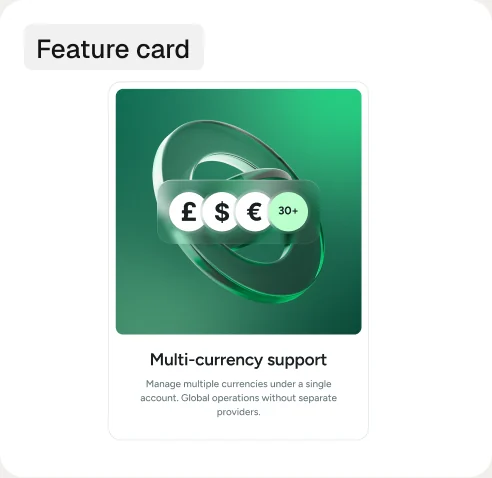 Feature card
£ $ € 30+
Multi-currency support
Manage multiple currencies under a single
account. Global operations without separate
providers.